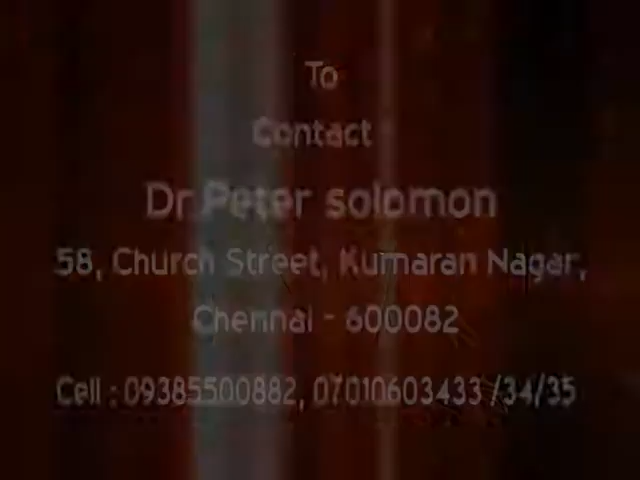 To
Contact :
Dr.Peter solomon
58, Church Street, Kumaran Nagar,
Chennai - 600082
Cell : 09385500882, 07010603433 /34/35